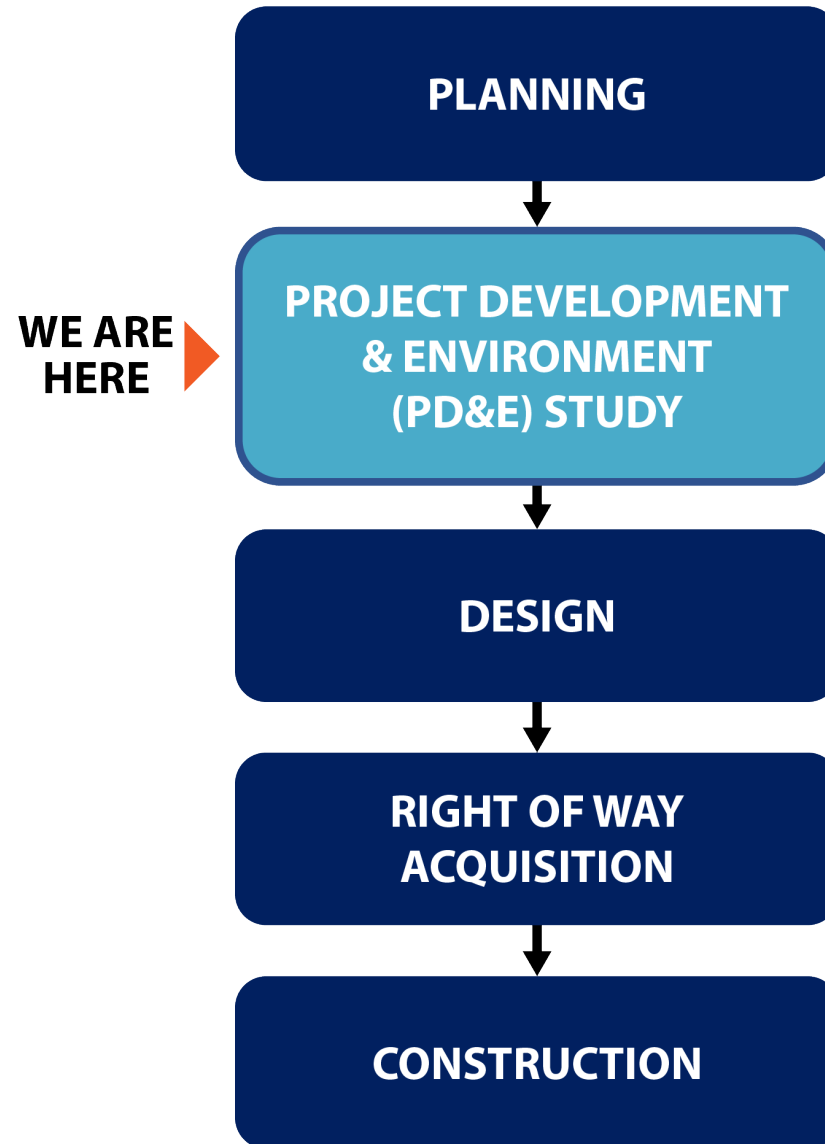 PLANNING
WE ARE
HERE
PROJECT DEVELOPMENT
& ENVIRONMENT
(PD&E) STUDY
DESIGN
RIGHT OF WAY
ACQUISITION
CONSTRUCTION